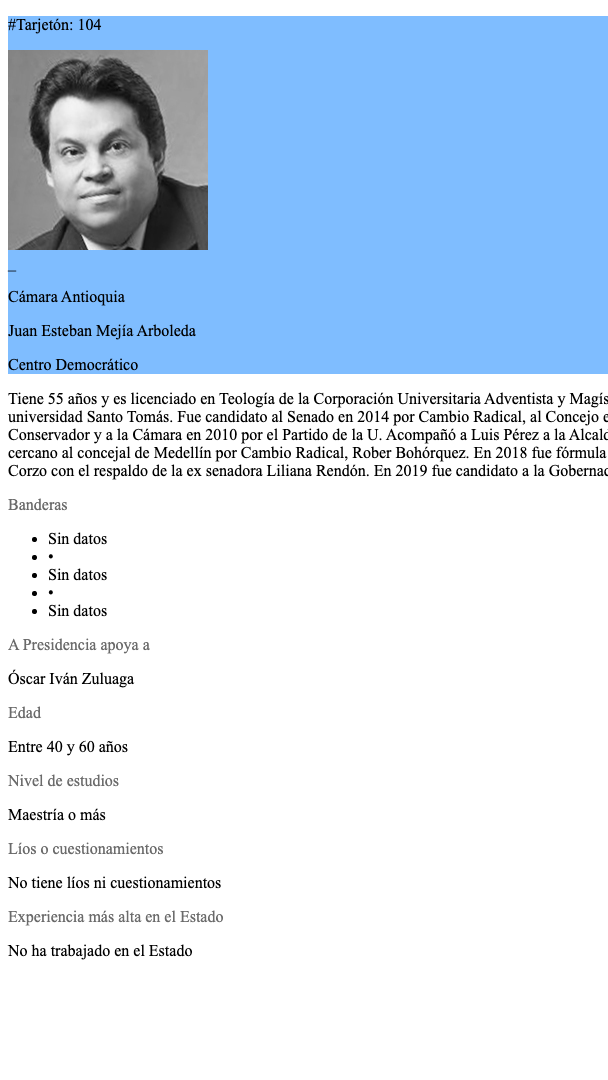 #Tarjetón: 104
_
Cámara Antioquia
Juan Esteban Mejía Arboleda
Centro Democrático
Tiene 55 años y es licenciado en Teología de la Corporación Universitaria Adventista y
universidad Santo Tomás. Fue candidato al Senado en 2014 por Cambio Radical, al Concejo
Conservador y a la Cámara en 2010 por el Partido de la U. Acompañó a Luis Pérez a la
cercano al concejal de Medellín por Cambio Radical, Rober Bohórquez. En 2018 fue fórmula
Corzo con el respaldo de la ex senadora Liliana Rendón. En 2019 fue candidato a la
Banderas
• Sin datos
• •
• Sin datos
• •
• Sin datos
A Presidencia apoya a
Óscar Iván Zuluaga
Edad
Entre 40 y 60 años
Nivel de estudios
Maestría o más
Líos o cuestionamientos
No tiene líos ni cuestionamientos
Experiencia más alta en el Estado
No ha trabajado en el Estado